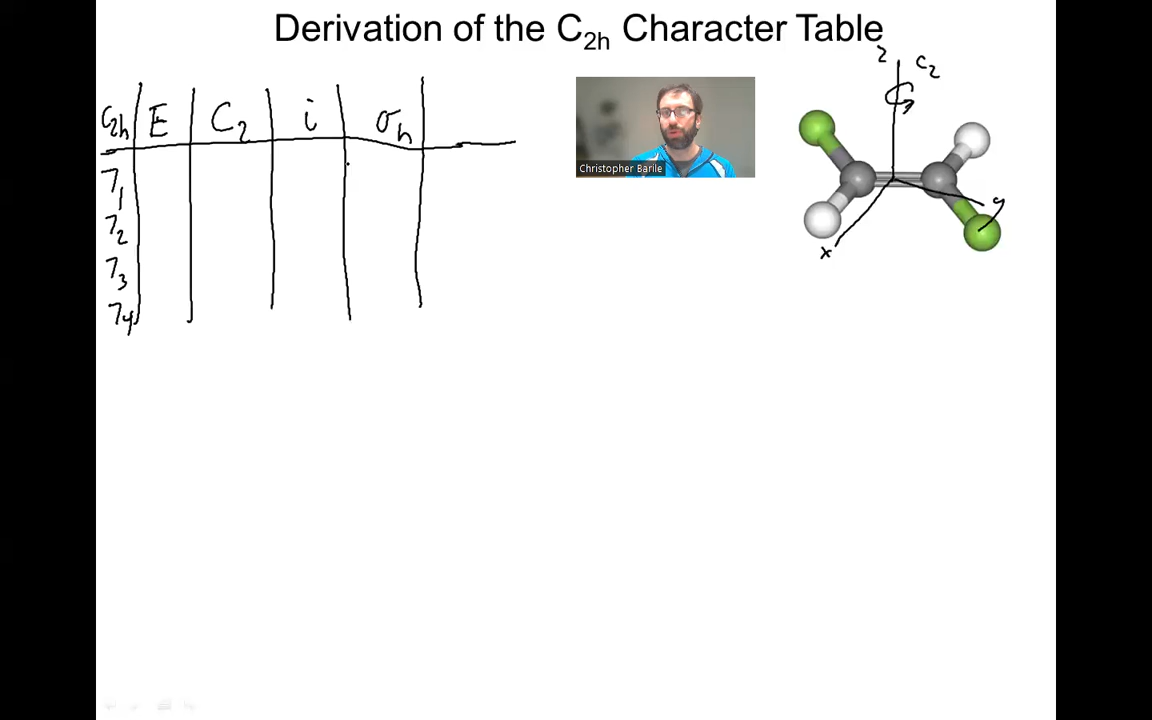 Derivation of the C2h Character Table
C2h E C2 i σh
Γ1
Γ2
Γ3
Γ4
Christopher Barile
z C2
y
x